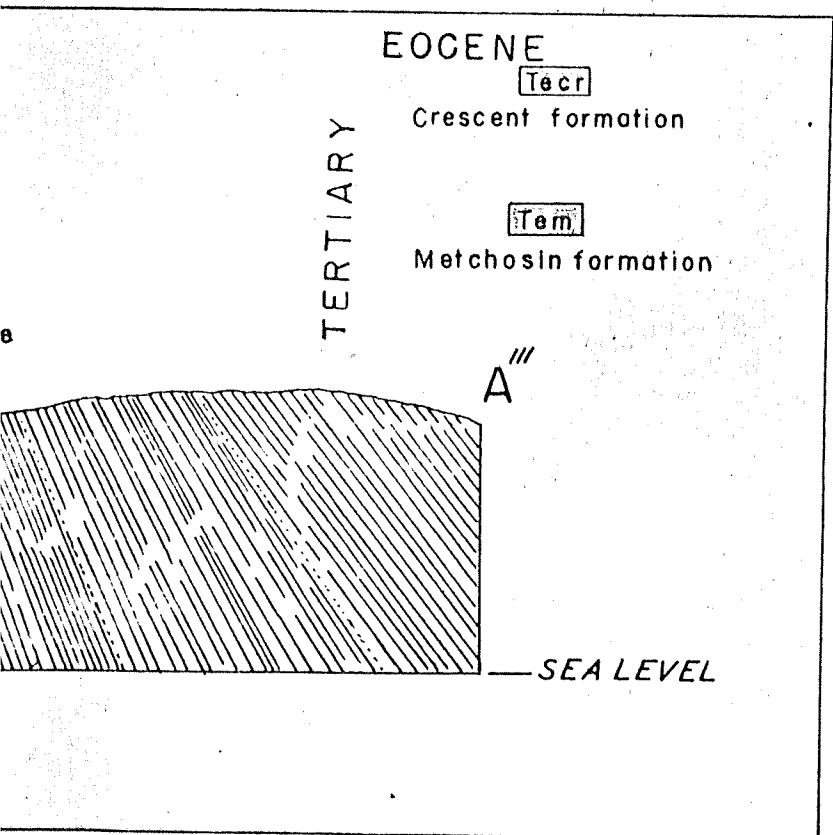 EOCENE
Tecr
Crescent formation
TERTIARY
Tem
Metchosin formation
A'''
SEA LEVEL